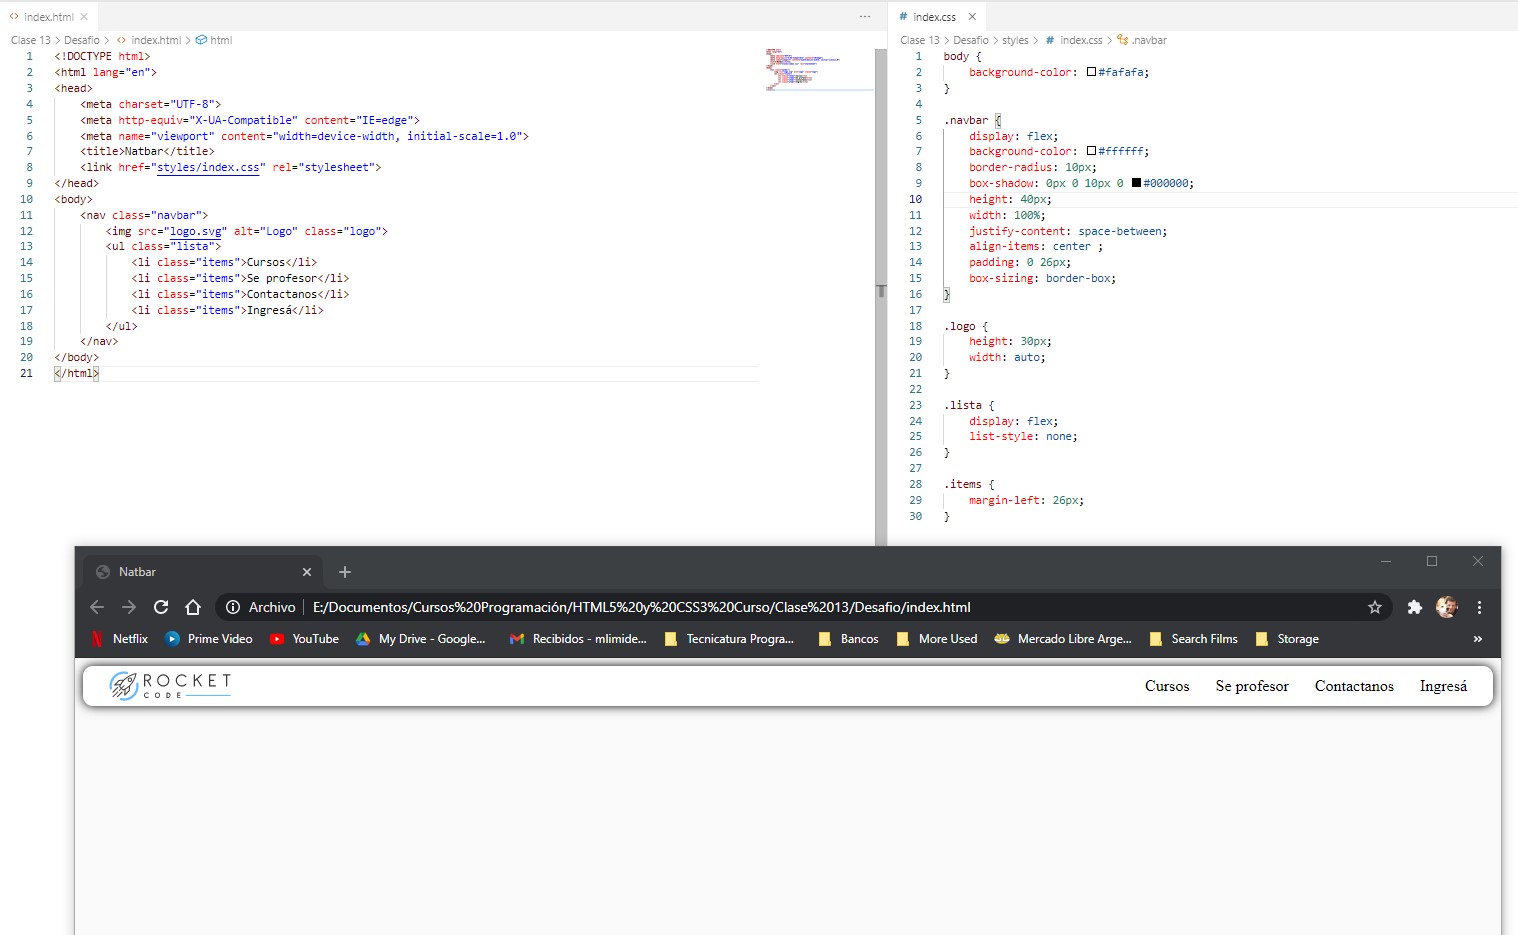 index.html
Clase 13 > Desafio > index.html > html
1 <!DOCTYPE html>
2 <html lang="en">
3 <head>
4 <meta charset="UTF-8">
5 <meta http-equiv="X-UA-Compatible" content="IE=edge">
6 <meta name="viewport" content="width=device-width, initial-scale=1.0">
7 <title>Natbar</title>
8 <link href="styles/index.css" rel="stylesheet">
9 </head>
10 <body>
11 <nav class="navbar">
12 <img src="logo.svg" alt="Logo" class="logo">
13 <ul class="lista">
14 <li class="items">Cursos</li>
15 <li class="items">Se profesor</li>
16 <li class="items">Contactanos</li>
17 <li class="items">Ingresá</li>
18 </ul>
19 </nav>
20 </body>
21 </html>
index.css
Clase 13 > Desafio > styles > # index.css > .navbar
1 body {
2 background-color: #fafafa;
3 }
4
5 .navbar {
6 display: flex;
7 background-color: #ffffff;
8 border-radius: 10px;
9 box-shadow: 0px 0 10px 0 #000000;
10 height: 40px;
11 width: 100%;
12 justify-content: space-between;
13 align-items: center ;
14 padding: 0 26px;
15 box-sizing: border-box;
16 }
17
18 .logo {
19 height: 30px;
20 width: auto;
21 }
22
23 .lista {
24 display: flex;
25 list-style: none;
26 }
27
28 .items {
29 margin-left: 26px;
30 }
Natbar
Archivo E:/Documentos/Cursos%20Programación/HTML5%20y%20CSS3%20Curso/Clase%2013/Desafio/index.html
Netflix Prime Video YouTube My Drive - Google... Recibidos - mlimide... Tecnicatura Progra... Bancos More Used Mercado Libre Arge... Search Films Storage »
ROCKET
CODE
Cursos Se profesor Contactanos Ingresá